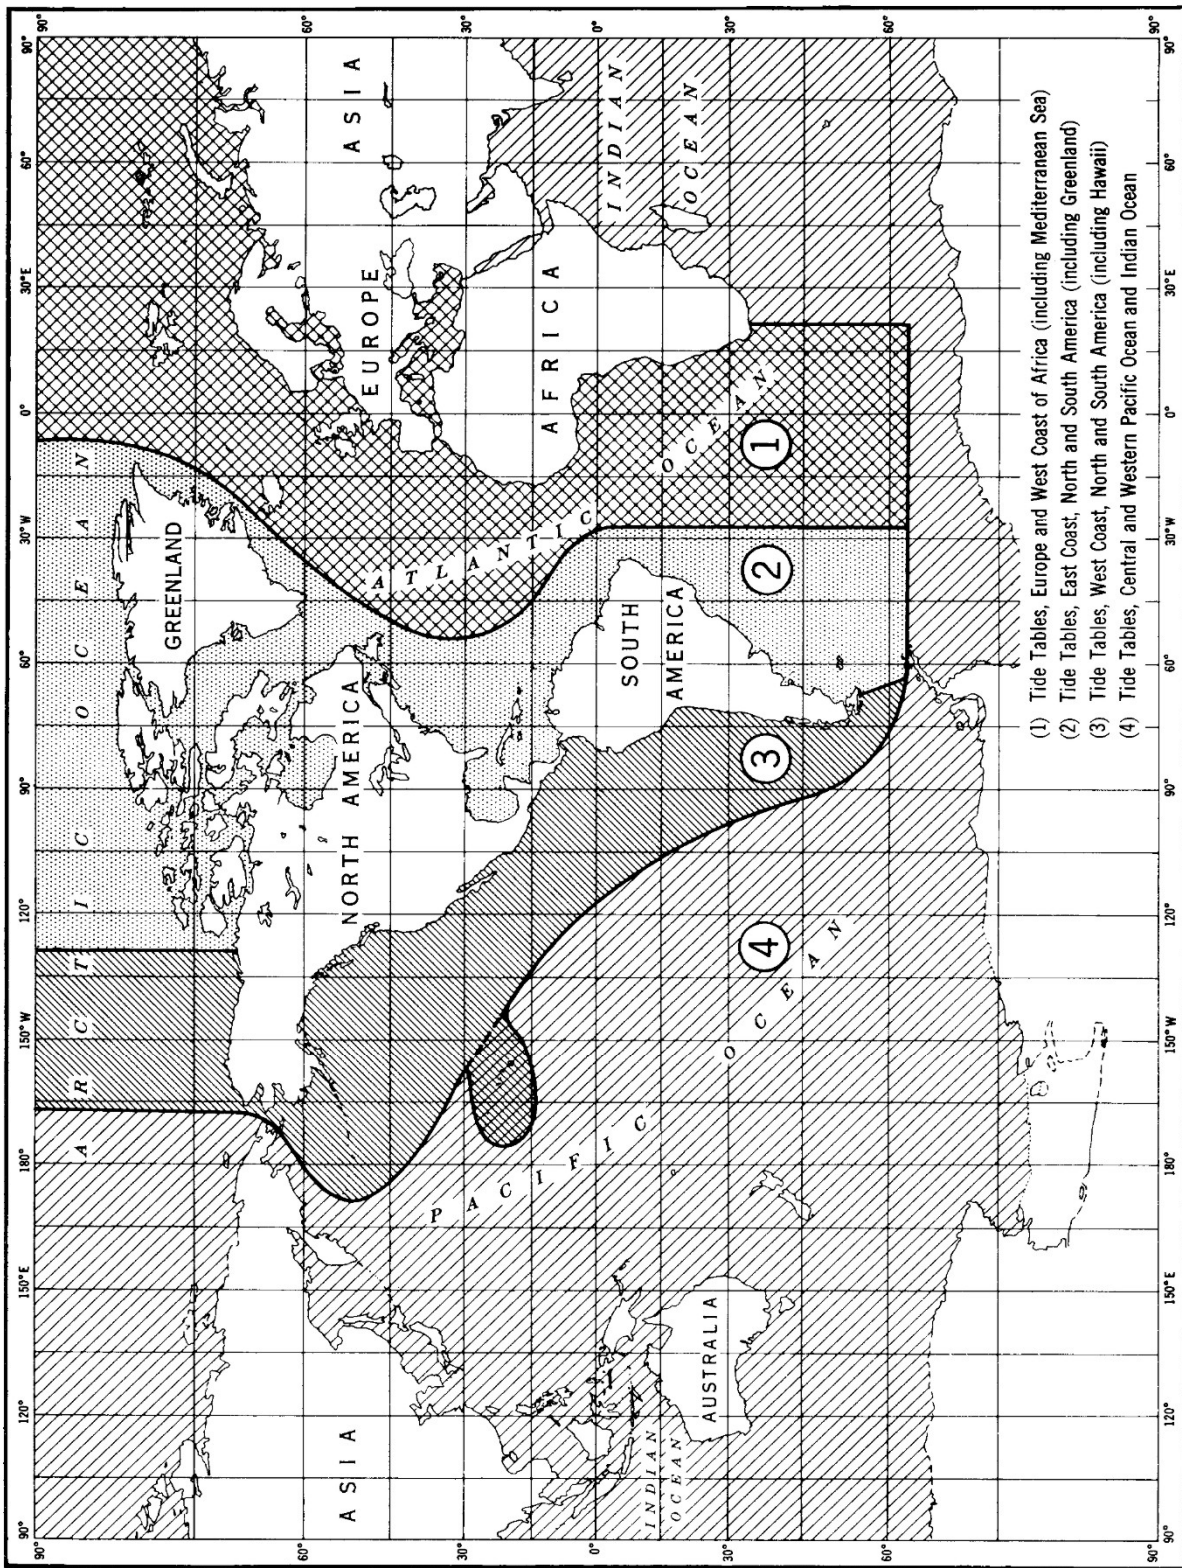 90° 120° 150°E 180° 150°W 120° 90° 60° 30°W 0° 30°E 60° 90°
90° 90°
ARCTIC OCEAN
GREENLAND
60° 60°
ASIA
NORTH AMERICA
EUROPE
ASIA
30° 30°
PACIFIC
OCEAN
ATLANTIC
OCEAN
AFRICA
0° 0°
INDIAN
OCEAN
SOUTH
AMERICA
INDIAN
OCEAN
AUSTRALIA
30° 30°
4
3
2
1
60° 60°
(1) Tide Tables, Europe and West Coast of Africa (including Mediterranean Sea)
(2) Tide Tables, East Coast, North and South America (including Greenland)
(3) Tide Tables, West Coast, North and South America (including Hawaii)
(4) Tide Tables, Central and Western Pacific Ocean and Indian Ocean
90° 90°
90° 120° 150°E 180° 150°W 120° 90° 60° 30°W 0° 30°E 60° 90°